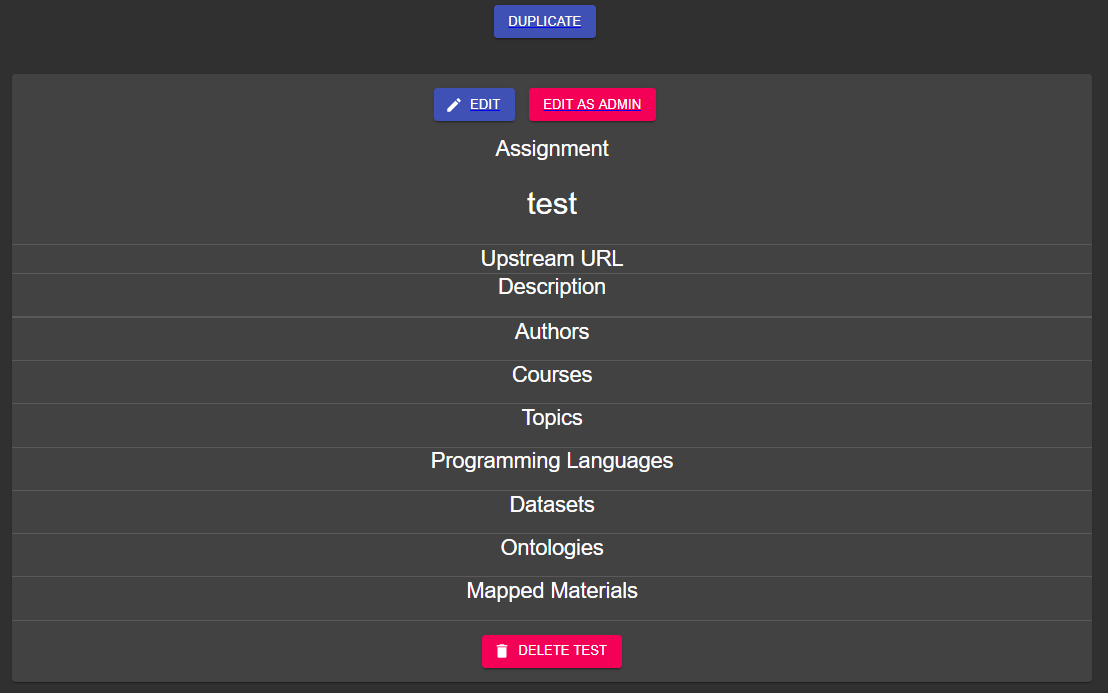 DUPLICATE
EDIT EDIT AS ADMIN
Assignment
test
Upstream URL
Description
Authors
Courses
Topics
Programming Languages
Datasets
Ontologies
Mapped Materials
DELETE TEST